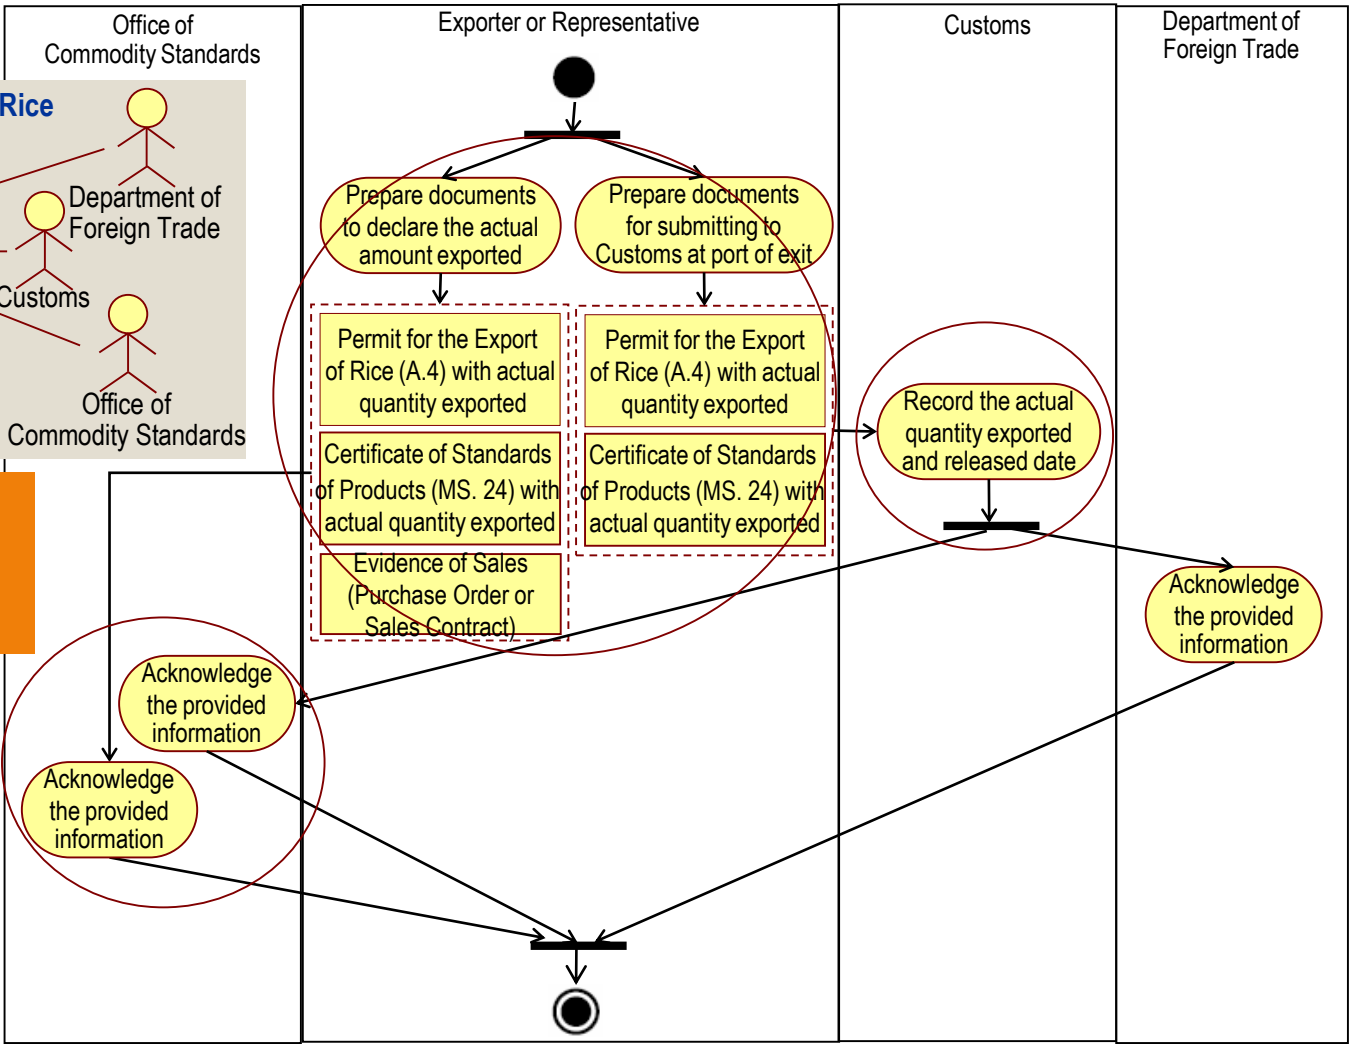 Office of
Commodity Standards
Exporter or Representative
Customs
Department of
Foreign Trade
Rice
Department of
Foreign Trade
Customs
Office of
Commodity Standards
Prepare documents
to declare the actual
amount exported
Prepare documents
for submitting to
Customs at port of exit
Permit for the Export
of Rice (A.4) with actual
quantity exported
Certificate of Standards
of Products (MS. 24) with
actual quantity exported
Evidence of Sales
(Purchase Order or
Sales Contract)
Permit for the Export
of Rice (A.4) with actual
quantity exported
Certificate of Standards
of Products (MS. 24) with
actual quantity exported
Record the actual
quantity exported
and released date
Acknowledge
the provided
information
Acknowledge
the provided
information
Acknowledge
the provided
information